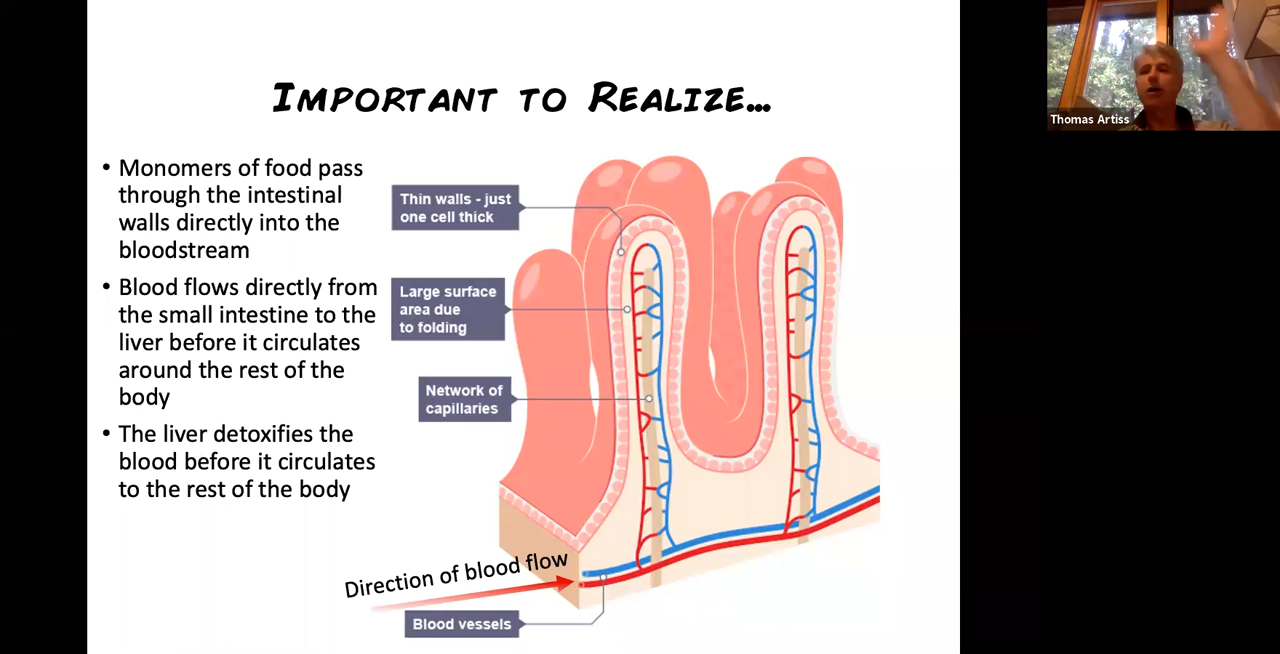 IMPORTANT TO REALIZE...
• Monomers of food pass
through the intestinal
walls directly into the
bloodstream
• Blood flows directly from
the small intestine to the
liver before it circulates
around the rest of the
body
• The liver detoxifies the
blood before it circulates
to the rest of the body
Thin walls - just
one cell thick
Large surface
area due
to folding
Network of
capillaries
Direction of blood flow
Blood vessels
Thomas Artiss